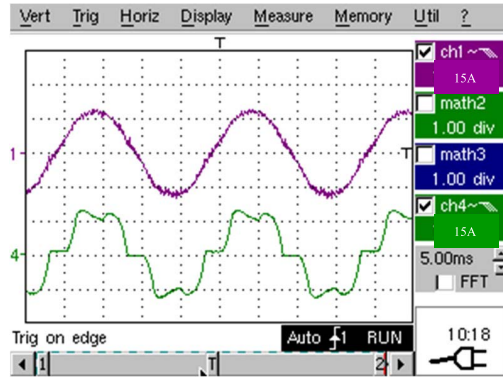 Vert Trig Horiz Display Measure Memory Util ?
T
ch1~
15A
math2
1.00 div
math3
1.00 div
ch4~
15A
5.00ms
FFT
1-
T
4-
Trig on edge
Auto 1 RUN
10:18
1 T 2